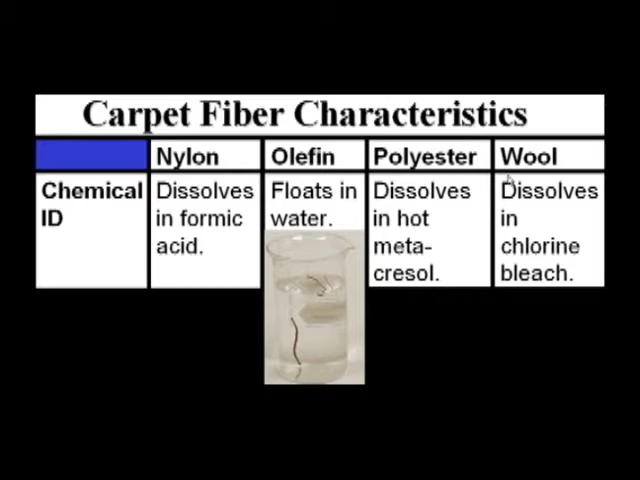 Carpet Fiber Characteristics
Nylon Olefin Polyester Wool
Chemical ID
Dissolves in formic acid.
Floats in water.
Dissolves in hot meta-cresol.
Dissolves in chlorine bleach.